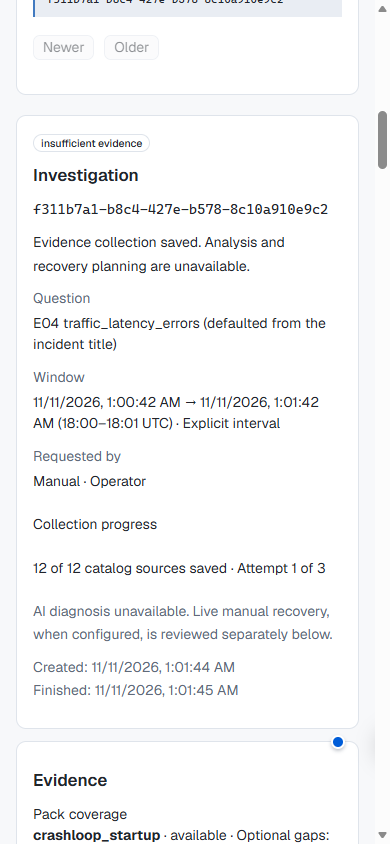 Newer Older
insufficient evidence
Investigation
f311b7a1-b8c4-427e-b578-8c10a910e9c2
Evidence collection saved. Analysis and
recovery planning are unavailable.
Question
E04 traffic_latency_errors (defaulted from the
incident title)
Window
11/11/2026, 1:00:42 AM → 11/11/2026, 1:01:42
AM (18:00–18:01 UTC) · Explicit interval
Requested by
Manual · Operator
Collection progress
12 of 12 catalog sources saved · Attempt 1 of 3
AI diagnosis unavailable. Live manual recovery,
when configured, is reviewed separately below.
Created: 11/11/2026, 1:01:44 AM
Finished: 11/11/2026, 1:01:45 AM
Evidence
Pack coverage
crashloop_startup · available · Optional gaps: